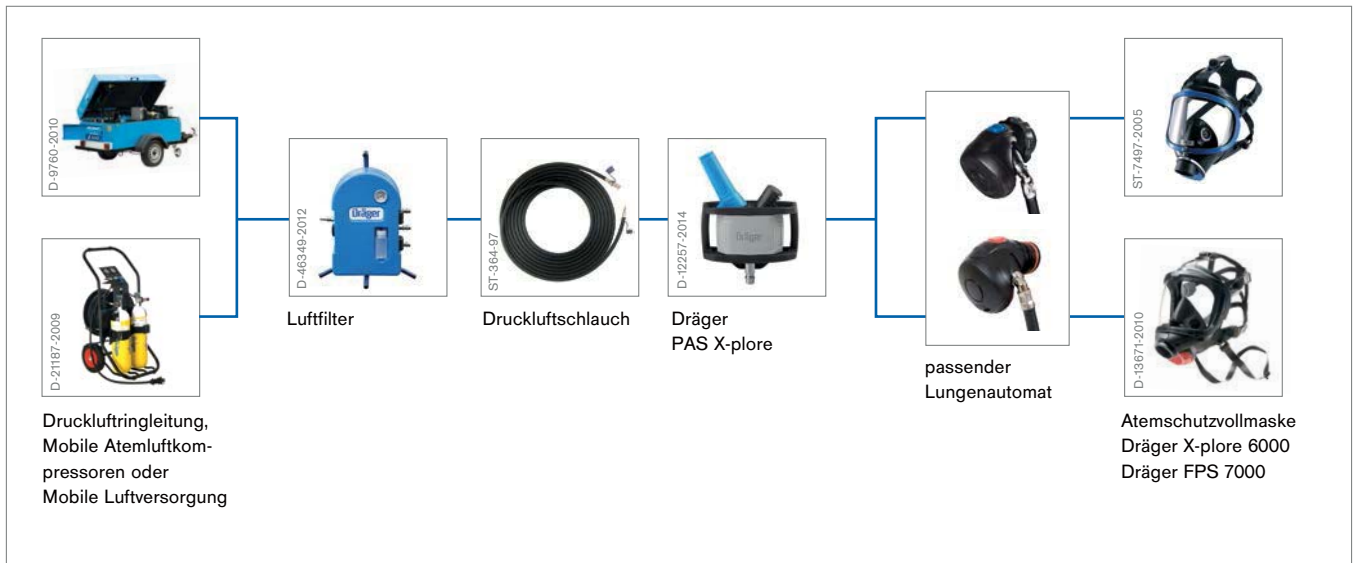 D-9760-2010
D-21187-2009
Druckluftringleitung,
Mobile Atemluftkom-
pressoren oder
Mobile Luftversorgung
D-46349-2012
Dräger
Luftfilter
ST-364-97
Druckluftschlauch
D-12257-2014
Dräger
Dräger
PAS X-plore
passender
Lungenautomat
ST-7497-2005
D-13671-2010
Atemschutzvollmaske
Dräger X-plore 6000
Dräger FPS 7000